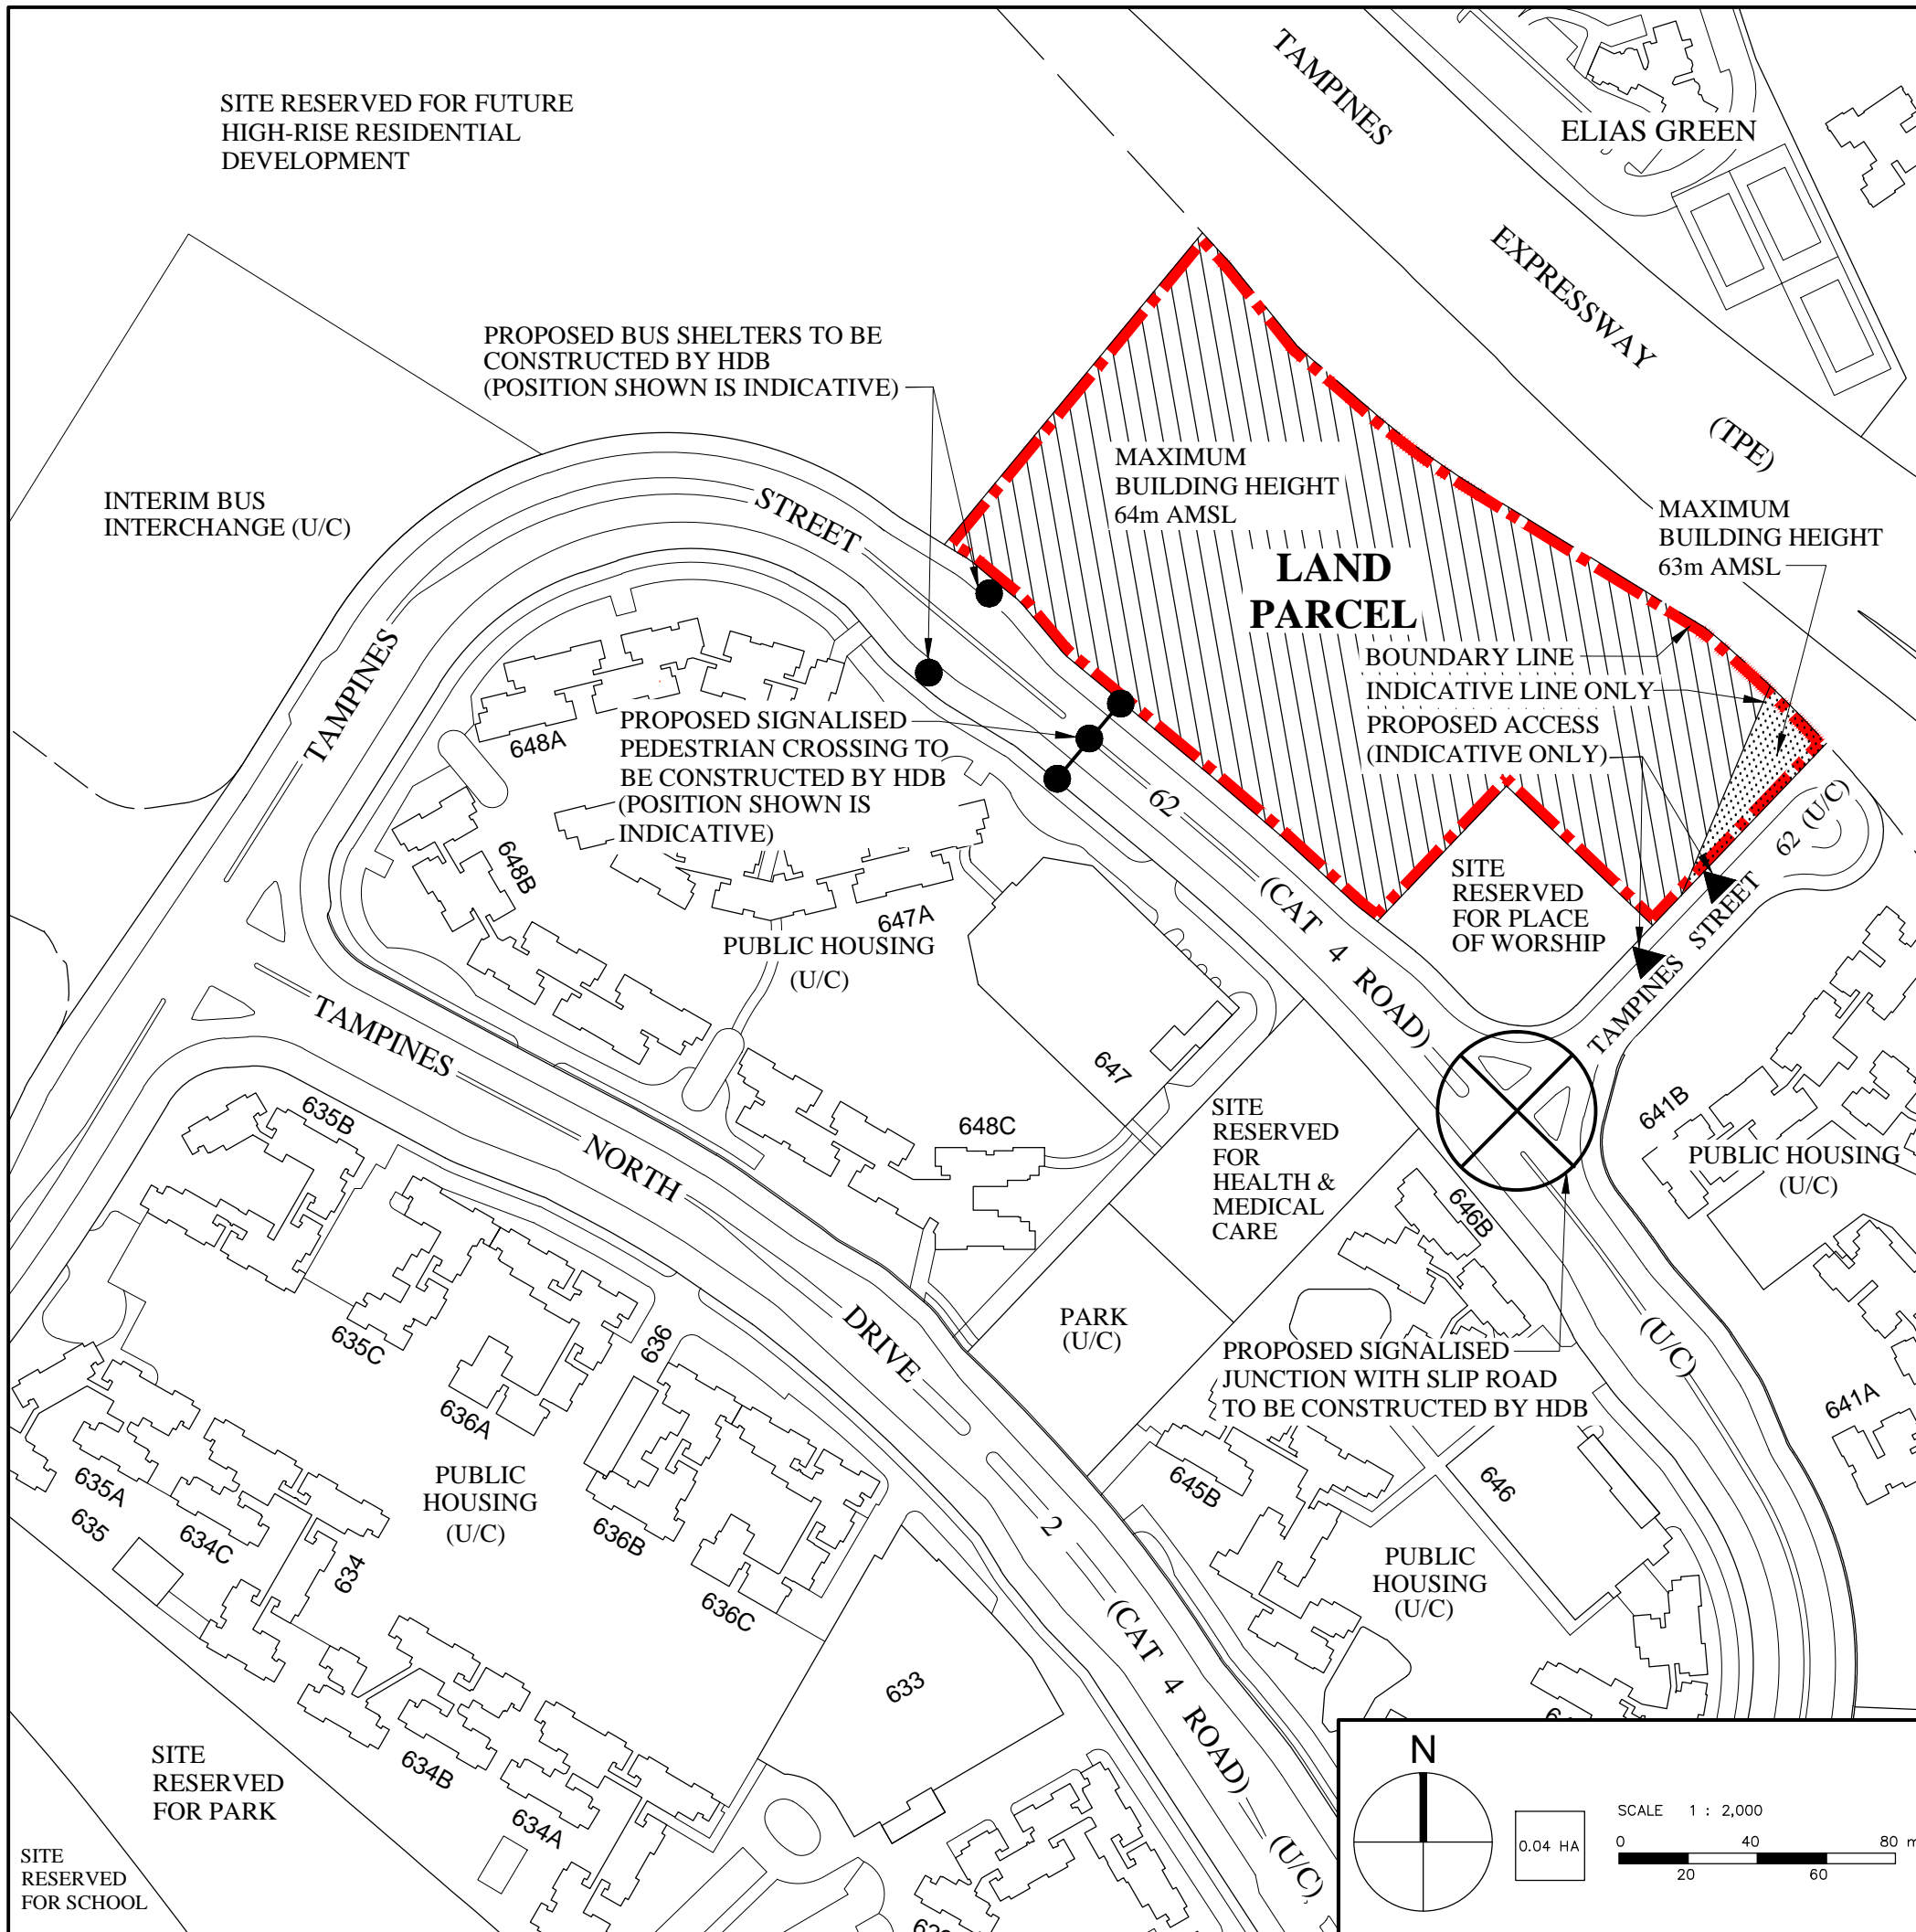 SITE RESERVED FOR FUTURE
HIGH-RISE RESIDENTIAL
DEVELOPMENT
TAMPINES
EXPRESSWAY
(TPE)
ELIAS GREEN
PROPOSED BUS SHELTERS TO BE
CONSTRUCTED BY HDB
(POSITION SHOWN IS INDICATIVE)
INTERIM BUS
INTERCHANGE (U/C)
MAXIMUM
BUILDING HEIGHT
64m AMSL
MAXIMUM
BUILDING HEIGHT
63m AMSL
LAND
PARCEL
BOUNDARY LINE
INDICATIVE LINE ONLY
PROPOSED ACCESS
(INDICATIVE ONLY)
TAMPINES
STREET
62
(CAT 4 ROAD)
(U/C)
PROPOSED SIGNALISED
PEDESTRIAN CROSSING TO
BE CONSTRUCTED BY HDB
(POSITION SHOWN IS
INDICATIVE)
648A
648B
647A
PUBLIC HOUSING
(U/C)
647
648C
SITE
RESERVED
FOR PLACE
OF WORSHIP
TAMPINES STREET 62 (U/C)
641B
PUBLIC HOUSING
(U/C)
641A
SITE
RESERVED
FOR
HEALTH &
MEDICAL
CARE
646B
PARK
(U/C)
PROPOSED SIGNALISED
JUNCTION WITH SLIP ROAD
TO BE CONSTRUCTED BY HDB
645B
646
PUBLIC
HOUSING
(U/C)
TAMPINES
NORTH
DRIVE
2
(CAT 4 ROAD)
(U/C)
635B
635C
636
636A
635A
635
634C
634
PUBLIC
HOUSING
(U/C)
636B
636C
633
634B
634A
SITE
RESERVED
FOR PARK
SITE
RESERVED
FOR SCHOOL
N
0.04 HA
SCALE 1 : 2,000
0 40 80 m
20 60